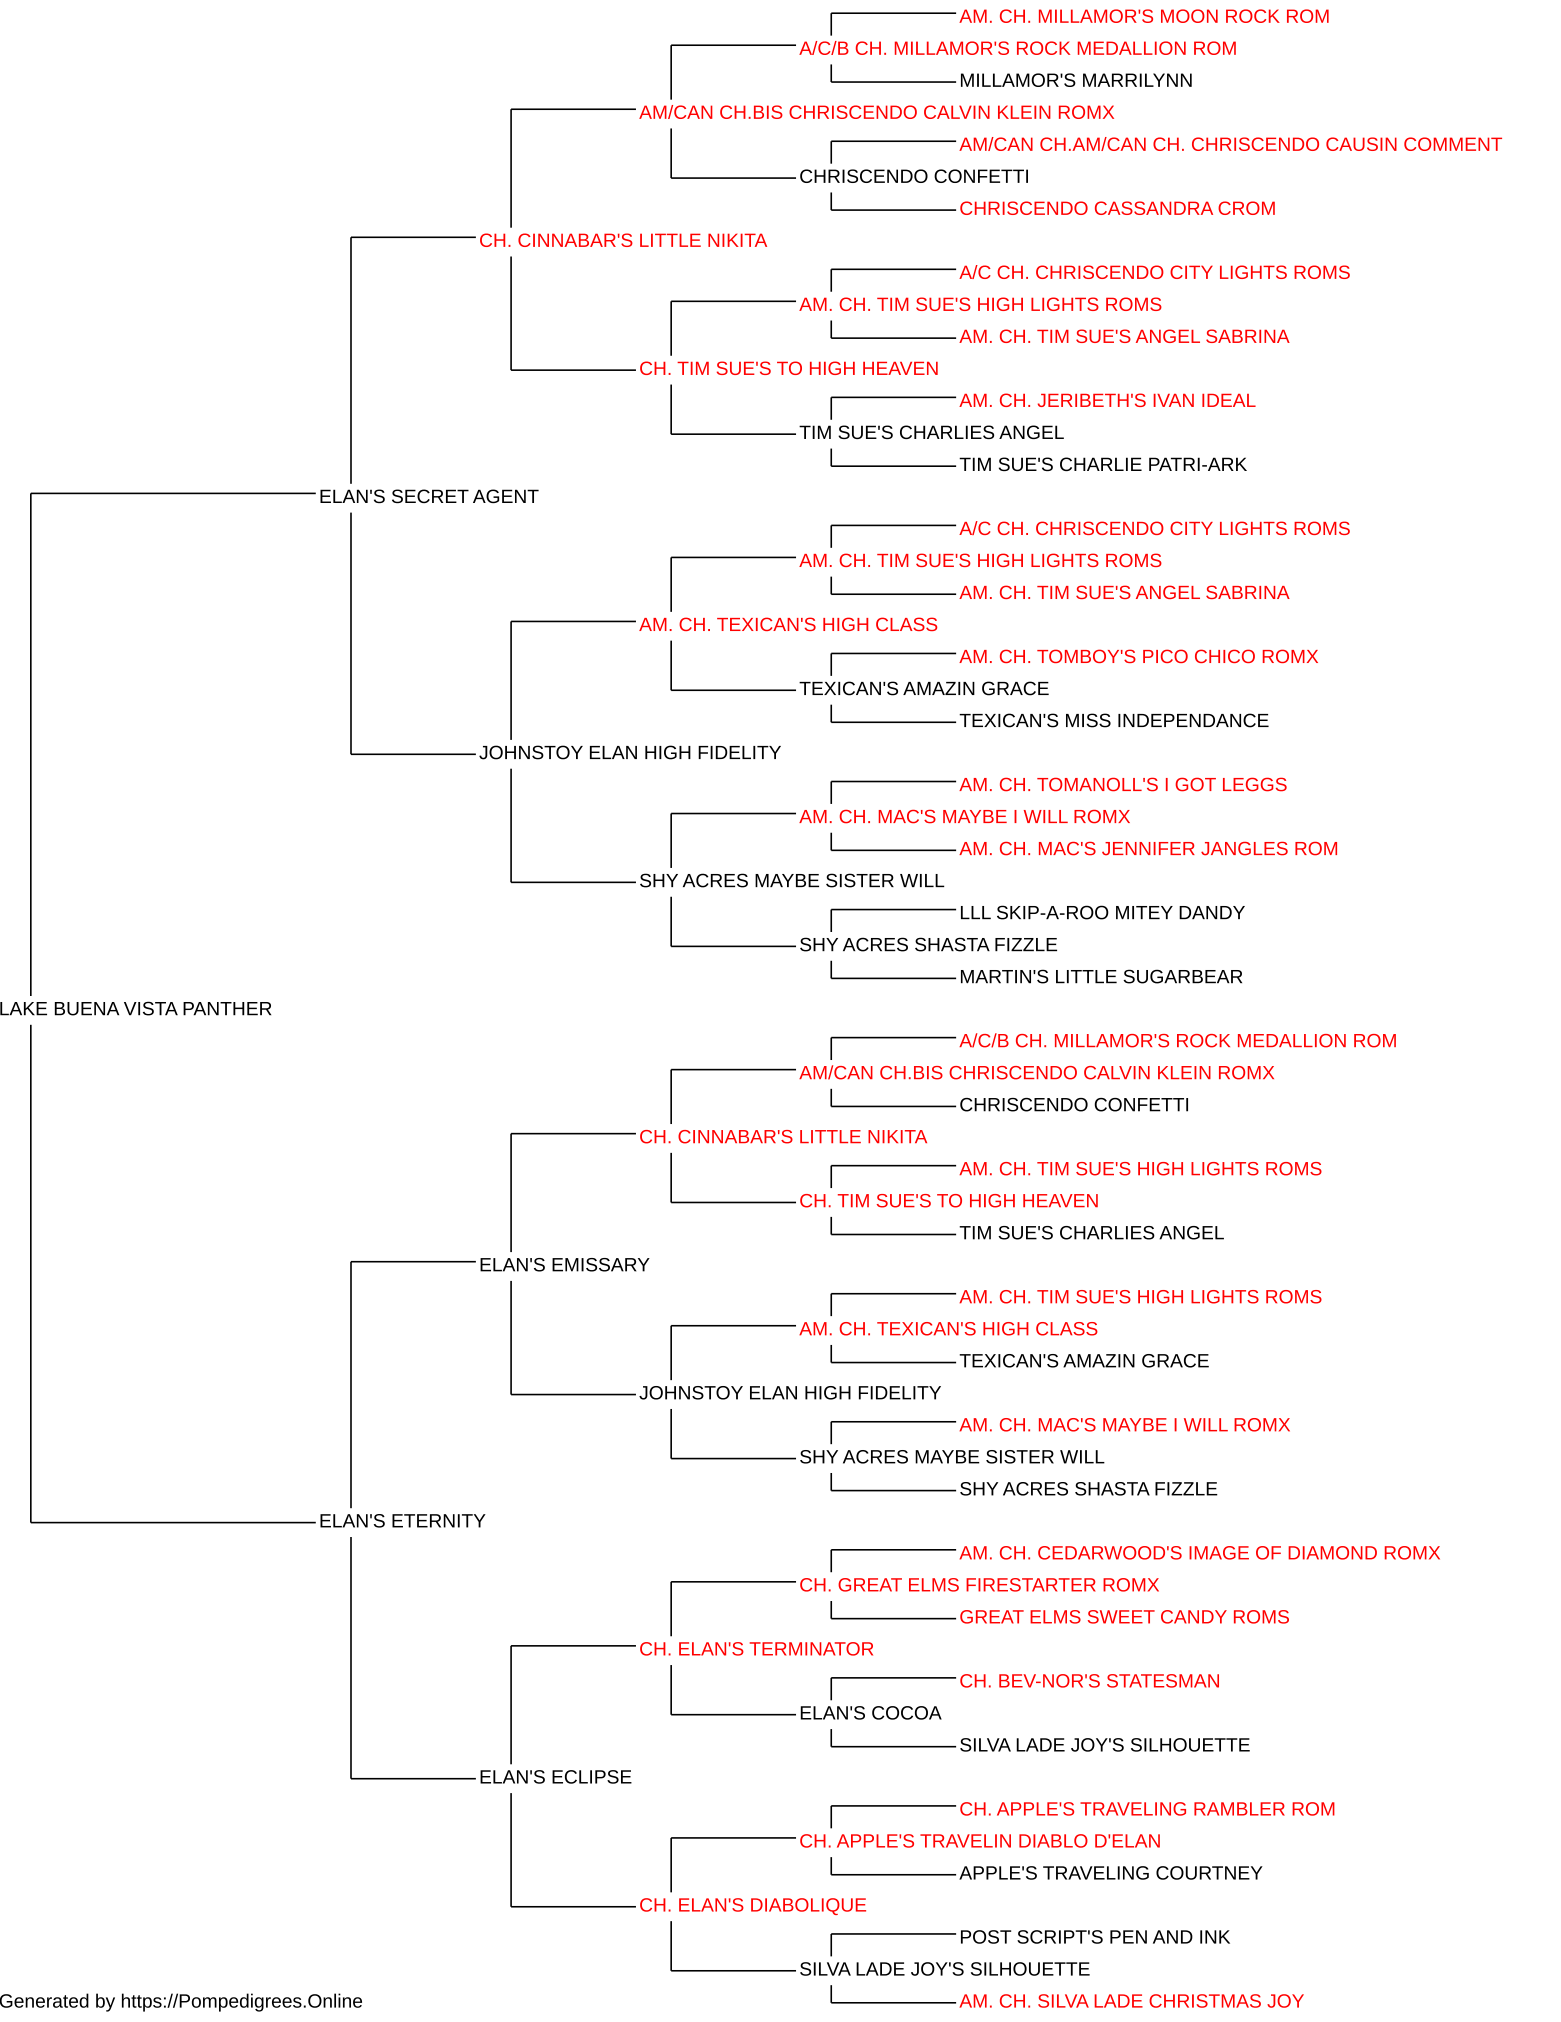 AM. CH. MILLAMOR'S MOON ROCK ROM
A/C/B CH. MILLAMOR'S ROCK MEDALLION ROM
MILLAMOR'S MARRILYNN
AM/CAN CH.BIS CHRISCENDO CALVIN KLEIN ROMX
AM/CAN CH.AM/CAN CH. CHRISCENDO CAUSIN COMMENT
CHRISCENDO CONFETTI
CHRISCENDO CASSANDRA CROM
CH. CINNABAR'S LITTLE NIKITA
A/C CH. CHRISCENDO CITY LIGHTS ROMS
AM. CH. TIM SUE'S HIGH LIGHTS ROMS
AM. CH. TIM SUE'S ANGEL SABRINA
CH. TIM SUE'S TO HIGH HEAVEN
AM. CH. JERIBETH'S IVAN IDEAL
TIM SUE'S CHARLIES ANGEL
TIM SUE'S CHARLIE PATRI-ARK
ELAN'S SECRET AGENT
A/C CH. CHRISCENDO CITY LIGHTS ROMS
AM. CH. TIM SUE'S HIGH LIGHTS ROMS
AM. CH. TIM SUE'S ANGEL SABRINA
AM. CH. TEXICAN'S HIGH CLASS
AM. CH. TOMBOY'S PICO CHICO ROMX
TEXICAN'S AMAZIN GRACE
TEXICAN'S MISS INDEPENDANCE
JOHNSTOY ELAN HIGH FIDELITY
AM. CH. TOMANOLL'S I GOT LEGGS
AM. CH. MAC'S MAYBE I WILL ROMX
AM. CH. MAC'S JENNIFER JANGLES ROM
SHY ACRES MAYBE SISTER WILL
LLL SKIP-A-ROO MITEY DANDY
SHY ACRES SHASTA FIZZLE
MARTIN'S LITTLE SUGARBEAR
LAKE BUENA VISTA PANTHER
A/C/B CH. MILLAMOR'S ROCK MEDALLION ROM
AM/CAN CH.BIS CHRISCENDO CALVIN KLEIN ROMX
CHRISCENDO CONFETTI
CH. CINNABAR'S LITTLE NIKITA
AM. CH. TIM SUE'S HIGH LIGHTS ROMS
CH. TIM SUE'S TO HIGH HEAVEN
TIM SUE'S CHARLIES ANGEL
ELAN'S EMISSARY
AM. CH. TIM SUE'S HIGH LIGHTS ROMS
AM. CH. TEXICAN'S HIGH CLASS
TEXICAN'S AMAZIN GRACE
JOHNSTOY ELAN HIGH FIDELITY
AM. CH. MAC'S MAYBE I WILL ROMX
SHY ACRES MAYBE SISTER WILL
SHY ACRES SHASTA FIZZLE
ELAN'S ETERNITY
AM. CH. CEDARWOOD'S IMAGE OF DIAMOND ROMX
CH. GREAT ELMS FIRESTARTER ROMX
GREAT ELMS SWEET CANDY ROMS
CH. ELAN'S TERMINATOR
CH. BEV-NOR'S STATESMAN
ELAN'S COCOA
SILVA LADE JOY'S SILHOUETTE
ELAN'S ECLIPSE
CH. APPLE'S TRAVELING RAMBLER ROM
CH. APPLE'S TRAVELIN DIABLO D'ELAN
APPLE'S TRAVELING COURTNEY
CH. ELAN'S DIABOLIQUE
POST SCRIPT'S PEN AND INK
SILVA LADE JOY'S SILHOUETTE
AM. CH. SILVA LADE CHRISTMAS JOY
Generated by https://Pompedigrees.Online